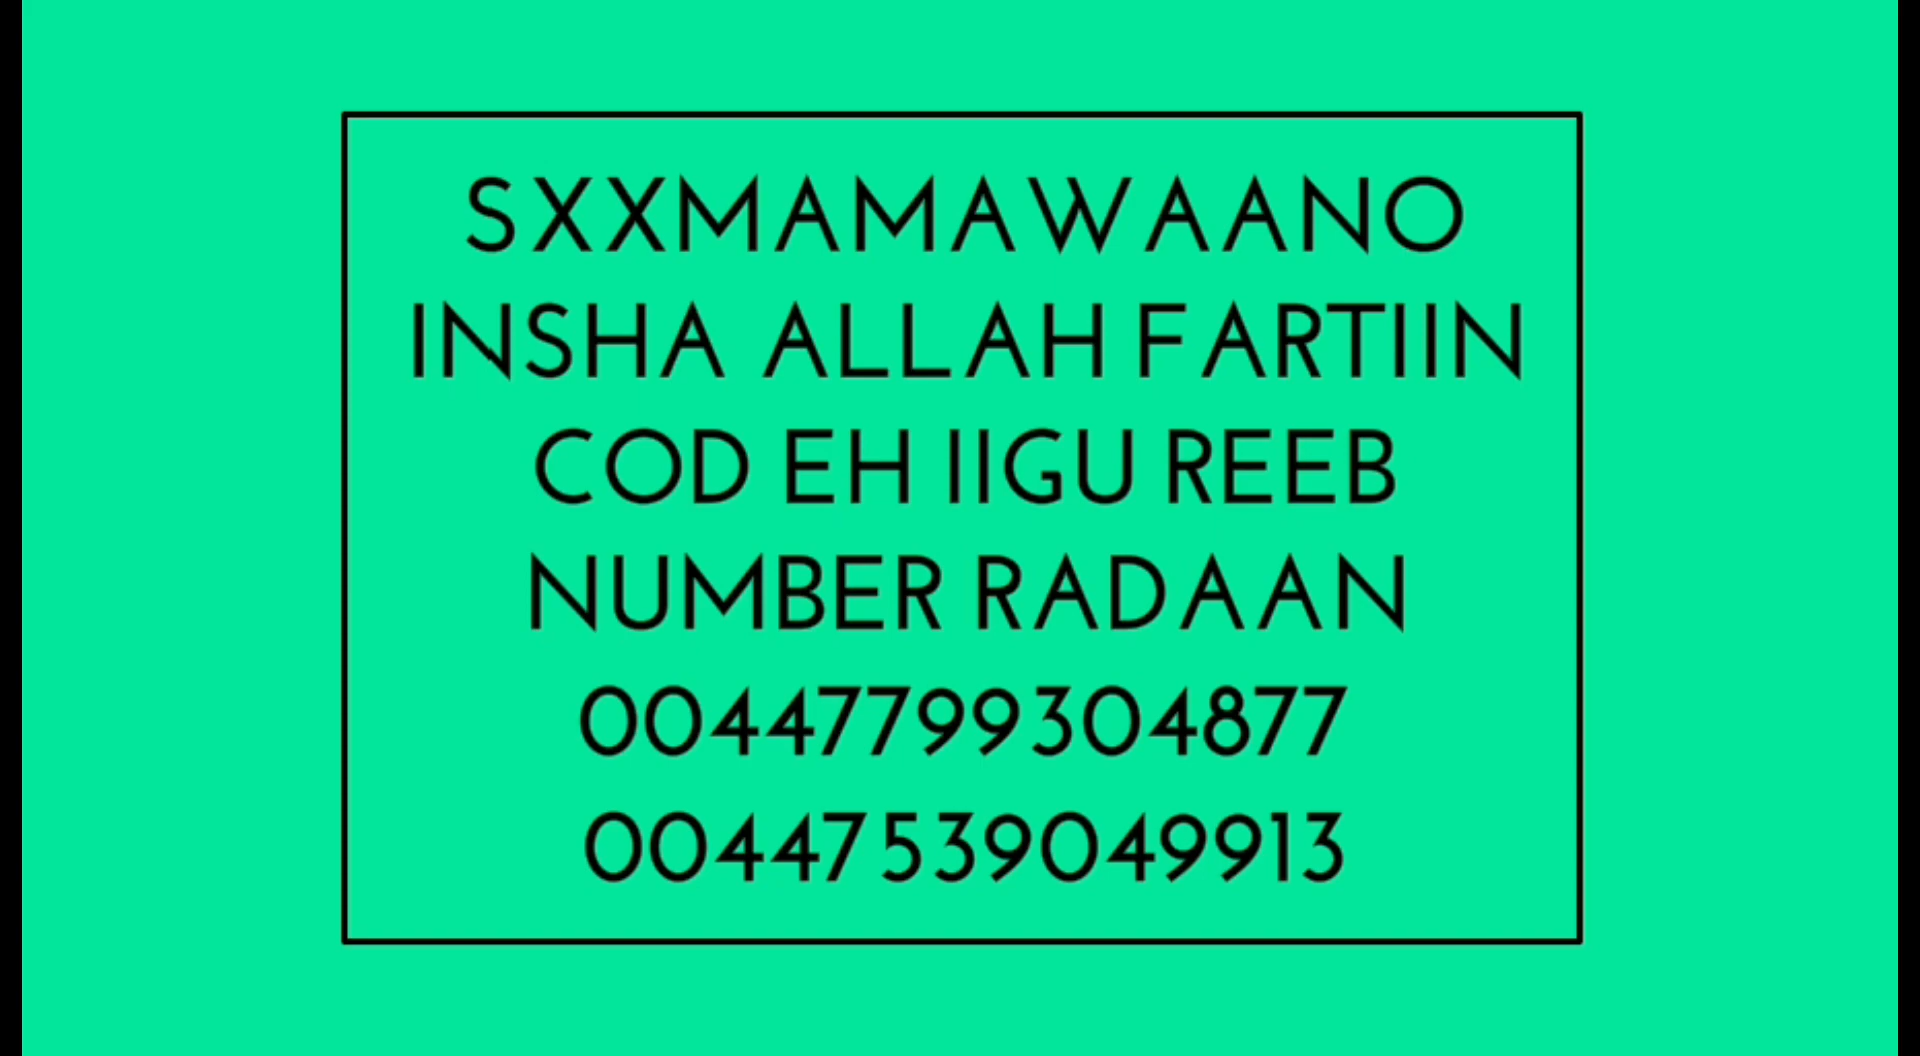 SXXMAMAWAANO
INSHA ALLAH FARTIIN
COD EH IIGU REEB
NUMBER RADAAN
00447799304877
00447539049913